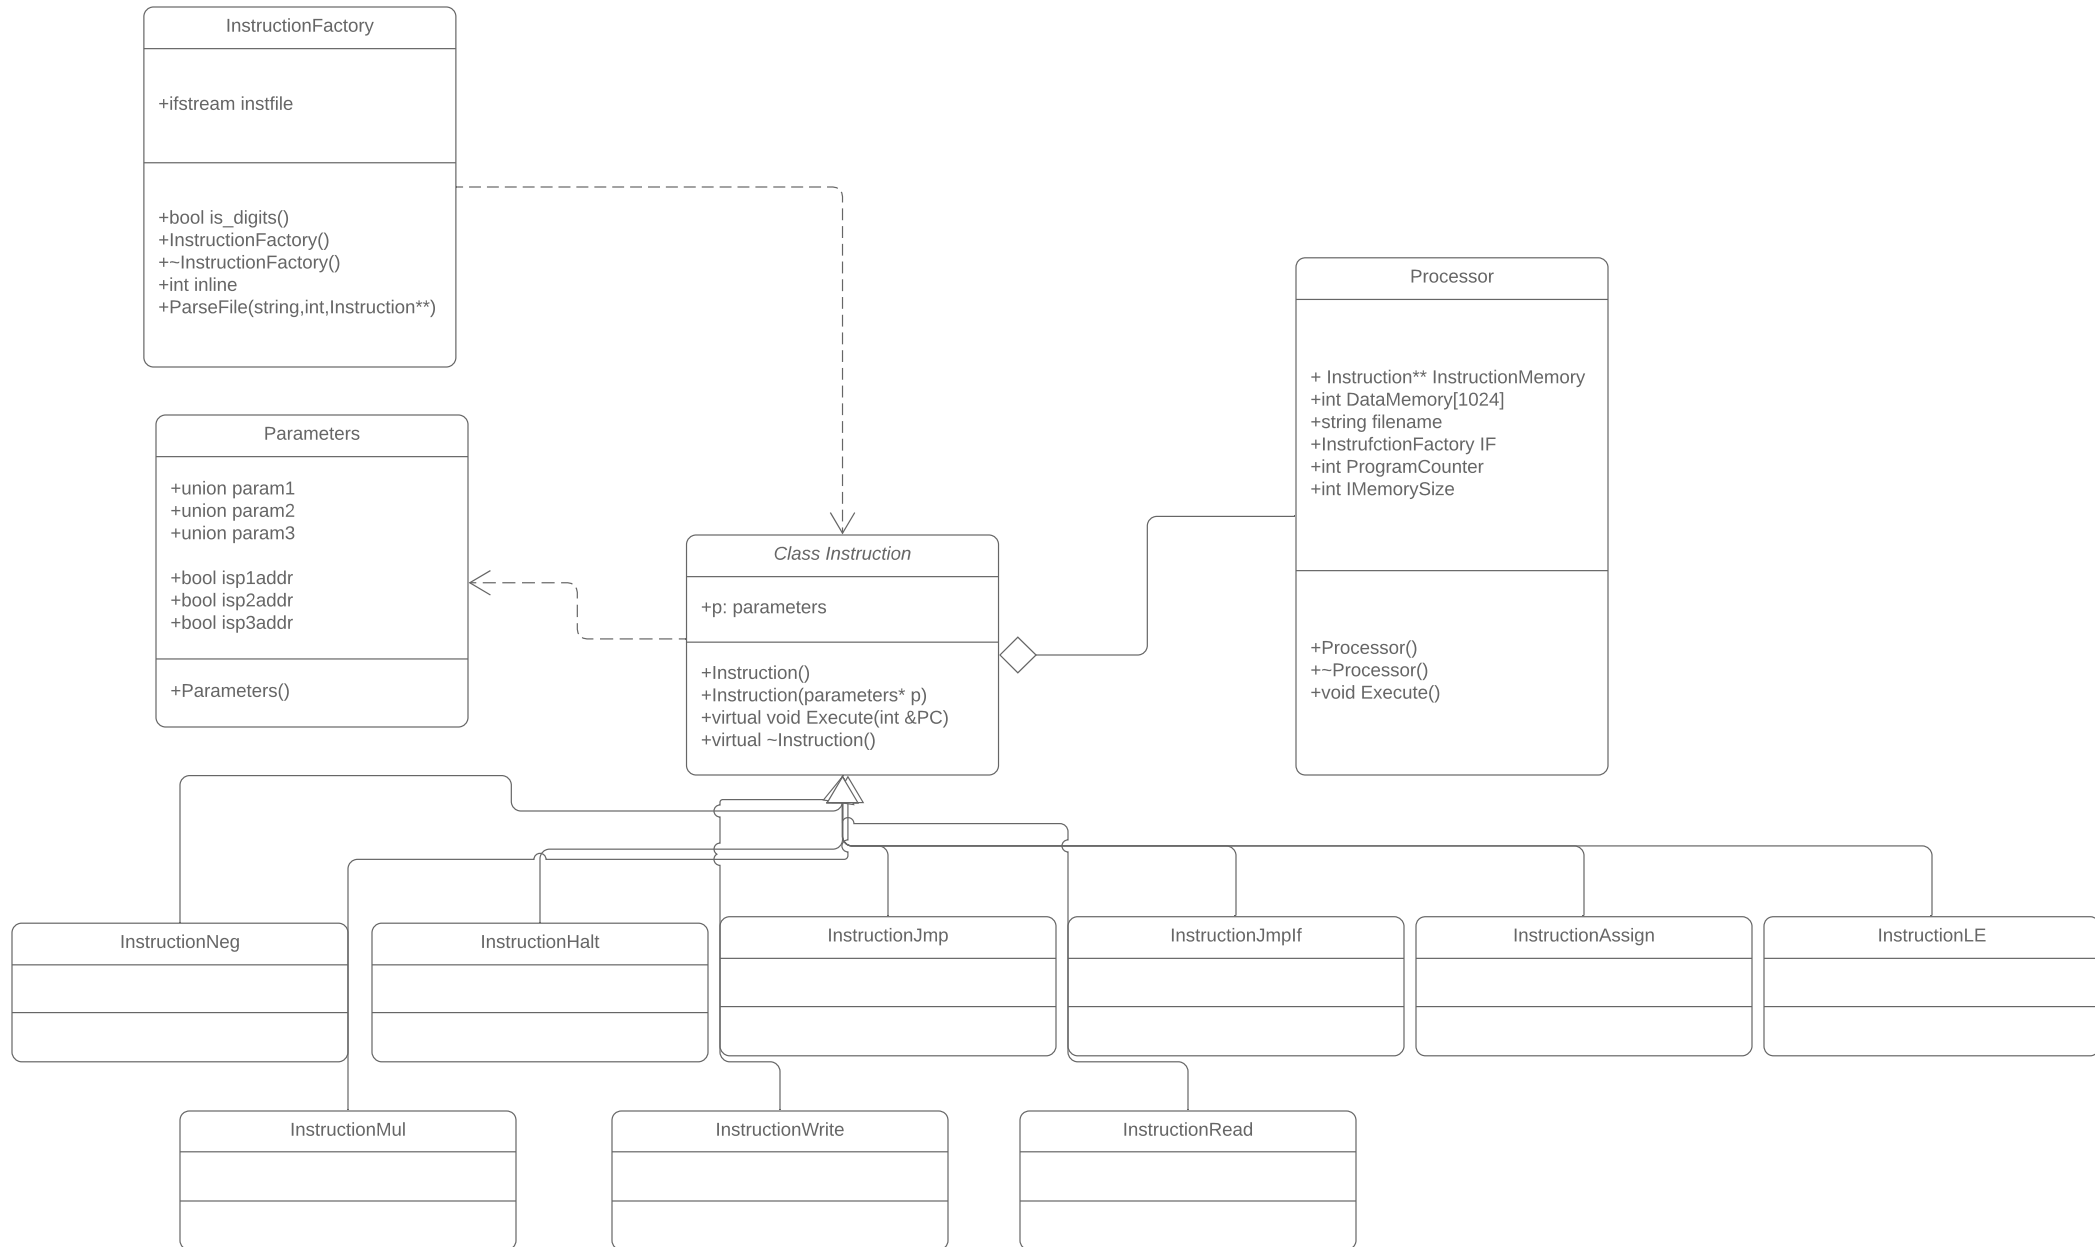 InstructionFactory
+ifstream instfile
+bool is_digits()
+InstructionFactory()
+~InstructionFactory()
+int inline
+ParseFile(string,int,Instruction**)
Processor
+ Instruction** InstructionMemory
+int DataMemory[1024]
+string filename
+InstrufctionFactory IF
+int ProgramCounter
+int IMemorySize
+Processor()
+~Processor()
+void Execute()
Parameters
+union param1
+union param2
+union param3
+bool isp1addr
+bool isp2addr
+bool isp3addr
+Parameters()
Class Instruction
+p: parameters
+Instruction()
+Instruction(parameters* p)
+virtual void Execute(int &PC)
+virtual ~Instruction()
InstructionNeg
InstructionHalt
InstructionJmp
InstructionJmpIf
InstructionAssign
InstructionLE
InstructionMul
InstructionWrite
InstructionRead